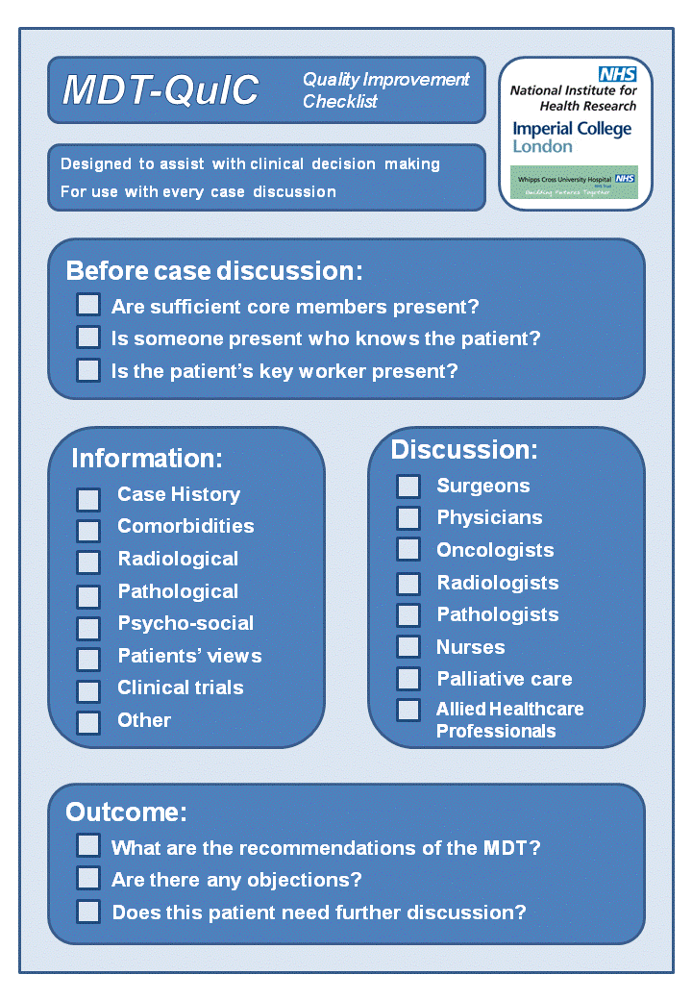 MDT-QuIC
Quality Improvement
Checklist
NHS
National Institute for
Health Research
Imperial College
London
Whipps Cross University Hospital NHS
NHS Trust
Building Futures Together
Designed to assist with clinical decision making
For use with every case discussion
Before case discussion:
Are sufficient core members present?
Is someone present who knows the patient?
Is the patient's key worker present?
Information:
Case History
Comorbidities
Radiological
Pathological
Psycho-social
Patients' views
Clinical trials
Other
Discussion:
Surgeons
Physicians
Oncologists
Radiologists
Pathologists
Nurses
Palliative care
Allied Healthcare
Professionals
Outcome:
What are the recommendations of the MDT?
Are there any objections?
Does this patient need further discussion?